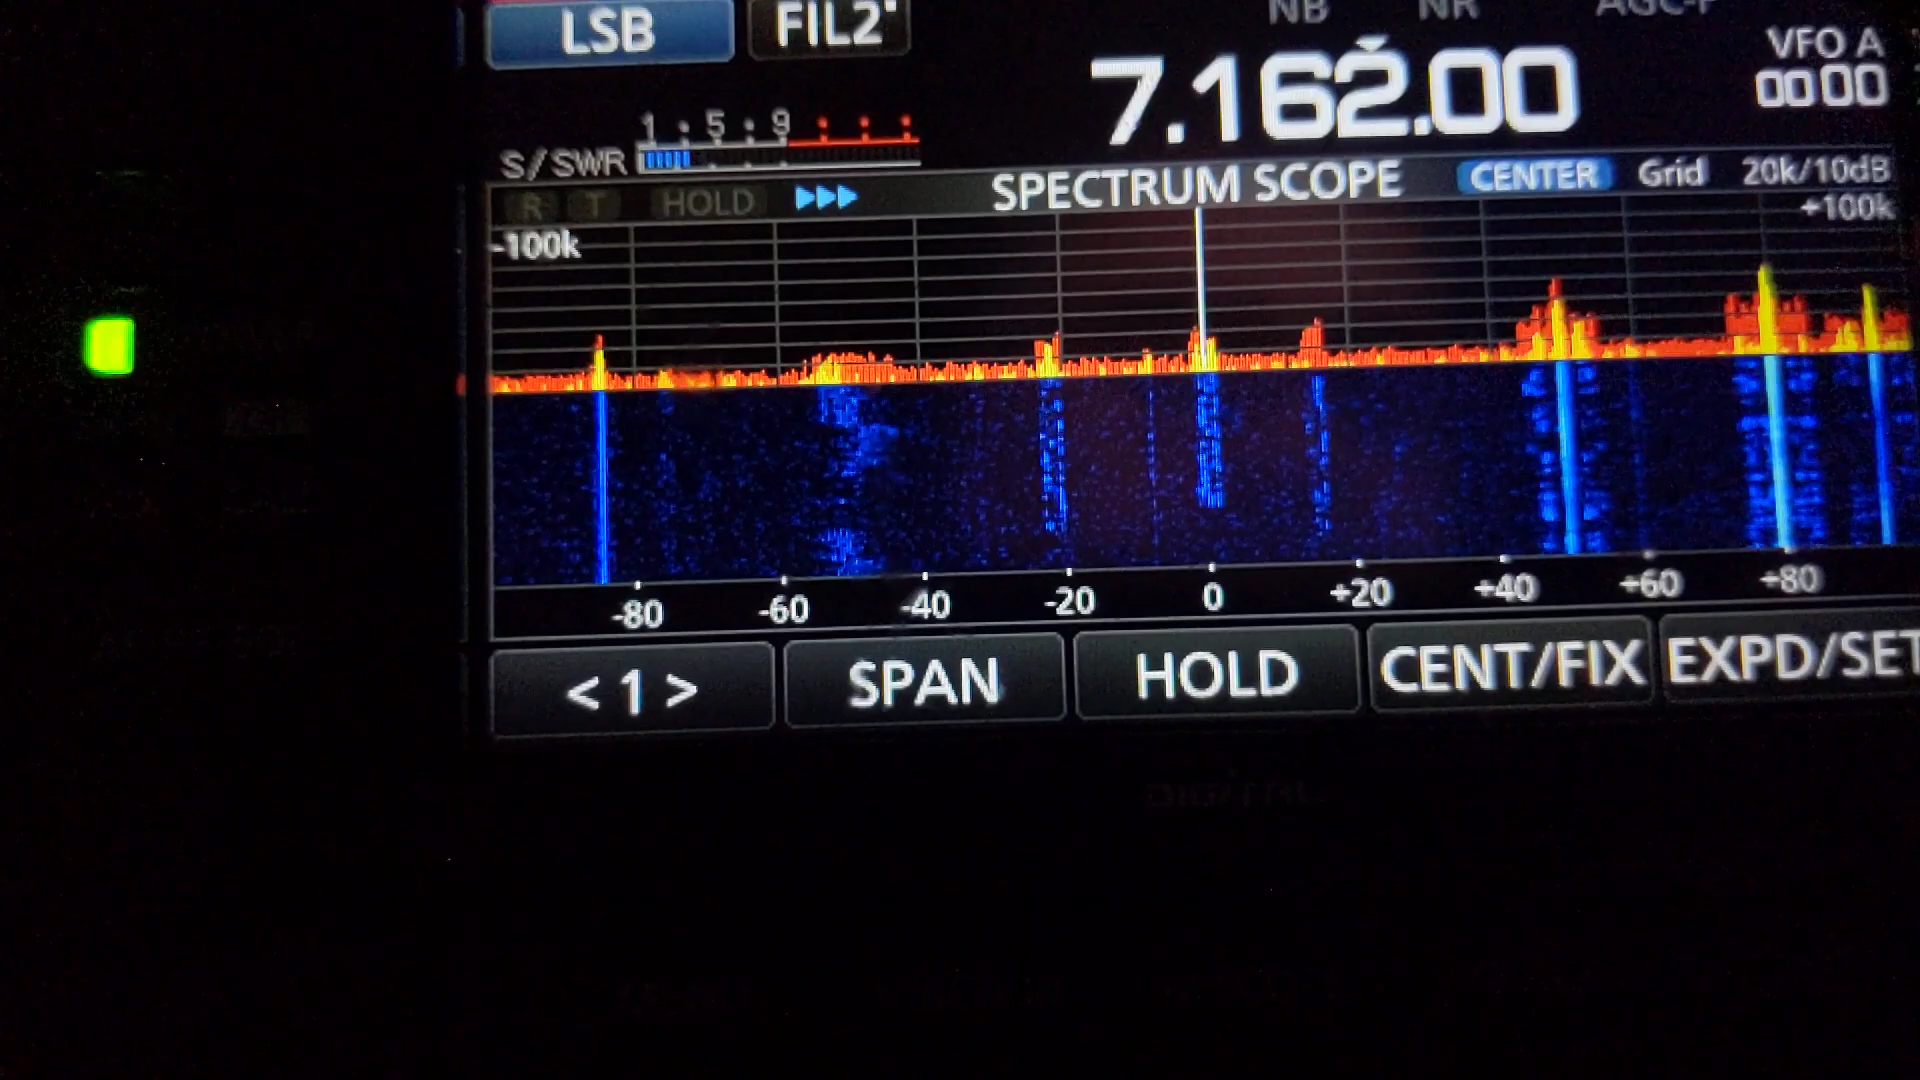 LSB FIL2 NB NR AGC-F
7.162.00 VFO A
00 00
1 5 9
S/SWR
R T HOLD SPECTRUM SCOPE CENTER Grid 20k/10dB
-100k +100k
-80 -60 -40 -20 0 +20 +40 +60 +80
< 1 > SPAN HOLD CENT/FIX EXPD/SET
DIGITAL